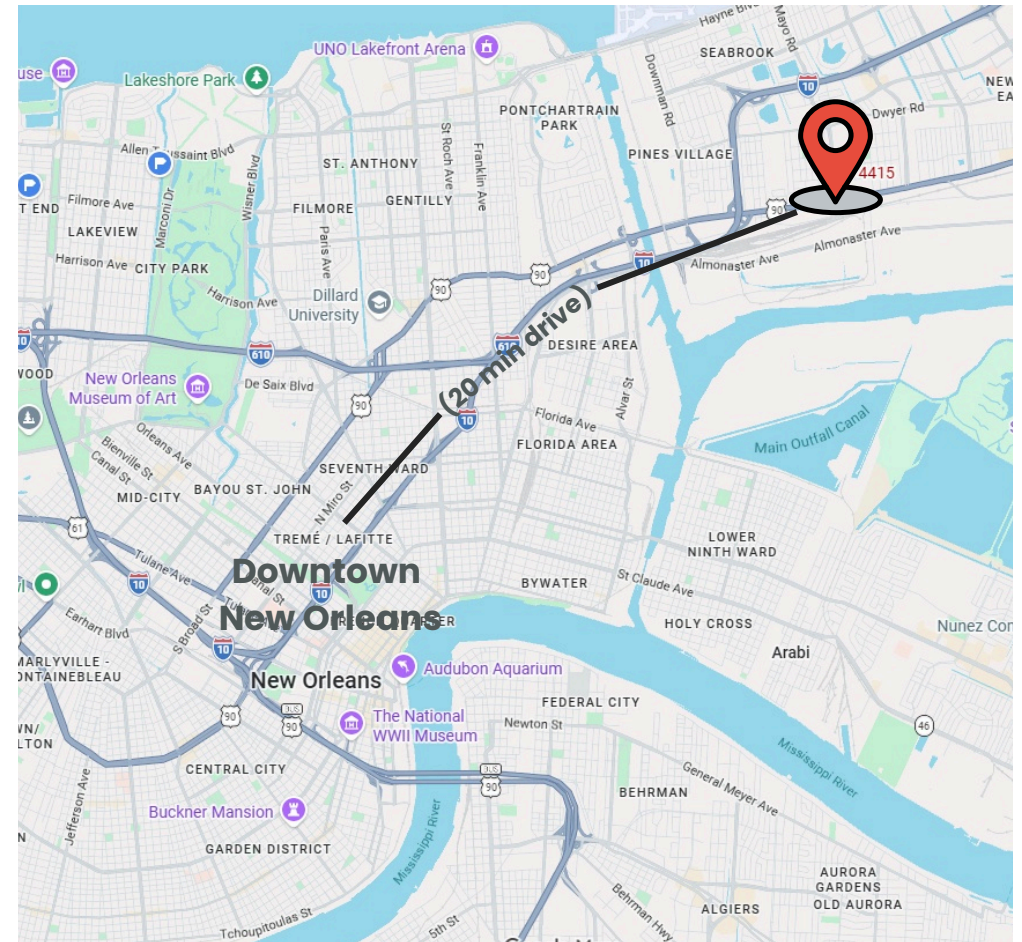 Hayne Blv
Mayo Rd
UNO Lakefront Arena
SEABROOK
use
Lakeshore Park
10
NEW
EA
Downman Rd
Dwyer Rd
PONTCHARTRAIN
PARK
Allen Toussaint Blvd
St Roch Ave
Franklin Ave
PINES VILLAGE
ST. ANTHONY
Wisner Blvd
4415
T END
Filmore Ave
Marconi Dr
GENTILLY
FILMORE
90
LAKEVIEW
Paris Ave
Almonaster Ave
Harrison Ave
CITY PARK
10
Almonaster Ave
90
90
Harrison Ave
Dillard
University
(20 min drive)
610
610
DESIRE AREA
WOOD
New Orleans
Museum of Art
De Saix Blvd
Alvar St
90
10
Florida Ave
Main Outfall Canal
Orleans Ave
FLORIDA AREA
Bienville St
Canal St
SEVENTH WARD
MID-CITY
BAYOU ST. JOHN
N Miro St
61
TREMÉ / LAFITTE
LOWER
NINTH WARD
Tulane Ave
Downtown
New Orleans
10
10
Canal St
BYWATER
St Claude Ave
Earhart Blvd
S Broad St
HOLY CROSS
Nunez Con
10
Arabi
MARLYVILLE -
ONTAINEBLEAU
New Orleans
Audubon Aquarium
FEDERAL CITY
90
BUS
90
The National
WWII Museum
Newton St
46
WN/
LTON
Mississippi River
CENTRAL CITY
BUS
90
General Meyer Ave
BEHRMAN
Jefferson Ave
Buckner Mansion
Mississippi River
GARDEN DISTRICT
AURORA
GARDENS
OLD AURORA
Behrman Hwy
ALGIERS
Tchoupitoulas St
5th St